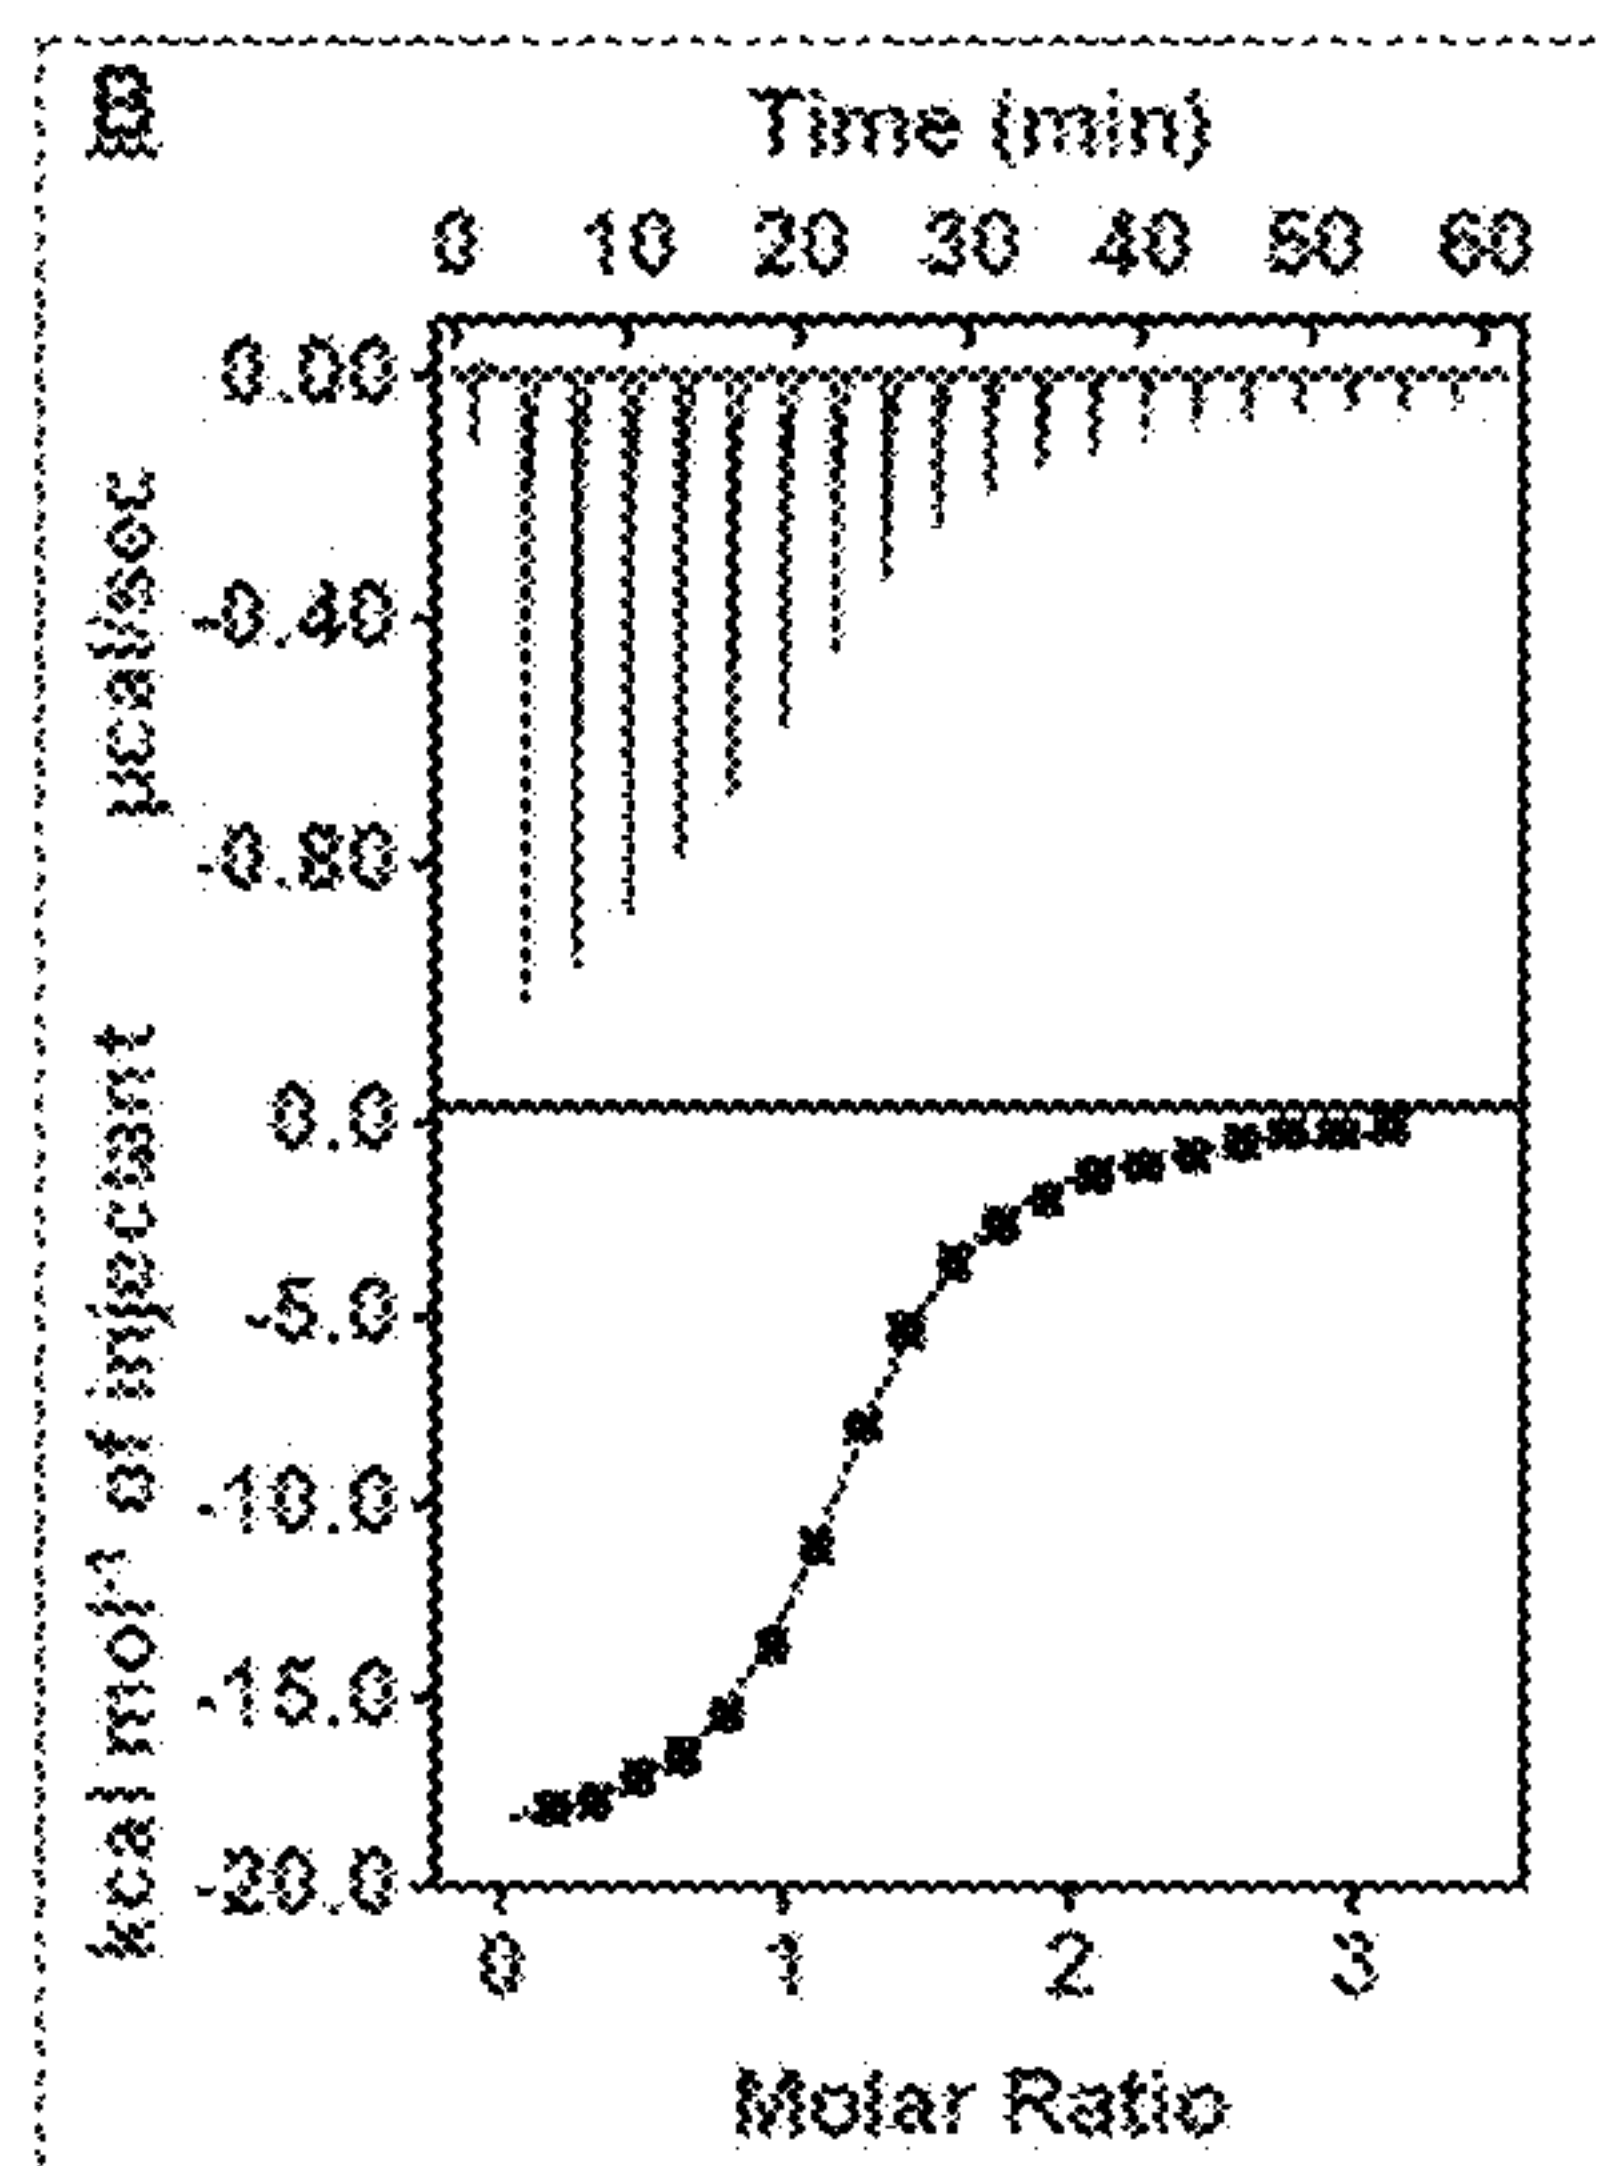 B
Time (min)
0 10 20 30 40 50 60
0.00
-0.40
-0.80
µcal/sec
0.0
-5.0
-10.0
-15.0
-20.0
kcal mol⁻¹ of injectant
0 1 2 3
Molar Ratio